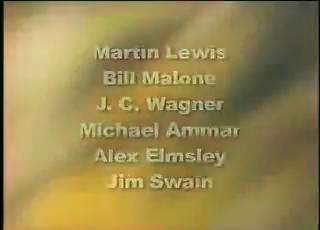 Martin Lewis
Bill Malone
J. C. Wagner
Michael Ammar
Alex Elmsley
Jim Swain